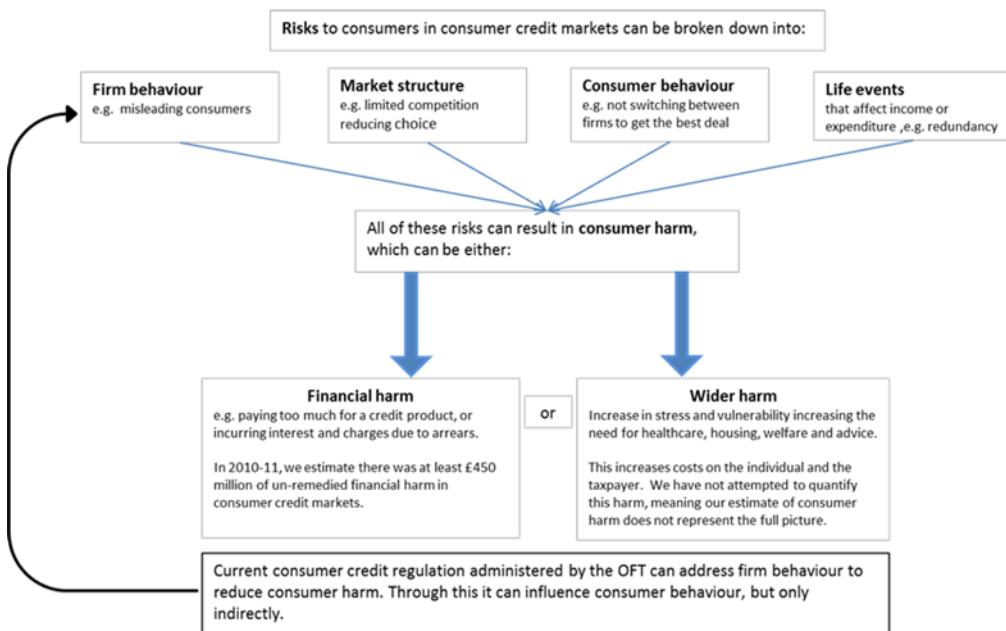 Risks to consumers in consumer credit markets can be broken down into:
Firm behaviour
e.g.  misleading consumers
Market structure
e.g. limited competition
reducing choice
Consumer behaviour
e.g. not switching between
firms to get the best deal
Life events
that affect income or
expenditure ,e.g. redundancy
All of these risks can result in consumer harm,
which can be either:
Financial harm
e.g. paying too much for a credit product, or
incurring interest and charges due to arrears.
In 2010-11, we estimate there was at least £450
million of un-remedied financial harm in
consumer credit markets.
or
Wider harm
Increase in stress and vulnerability increasing the
need for healthcare, housing, welfare and advice.
This increases costs on the individual and the
taxpayer.  We have not attempted to quantify
this harm, meaning our estimate of consumer
harm does not represent the full picture.
Current consumer credit regulation administered by the OFT can address firm behaviour to
reduce consumer harm. Through this it can influence consumer behaviour, but only
indirectly.